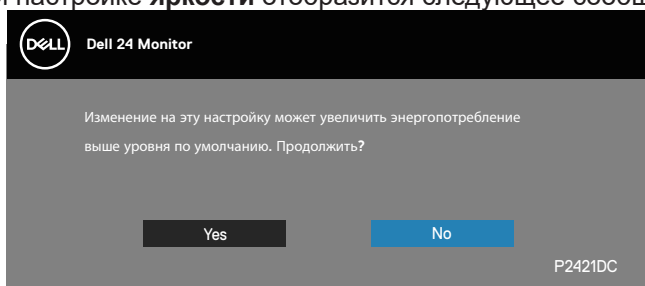 и настройке яркости отобразится следующее сообщ
DELL
Dell 24 Monitor
Изменение на эту настройку может увеличить энергопотребление
выше уровня по умолчанию. Продолжить?
Yes
No
P2421DC